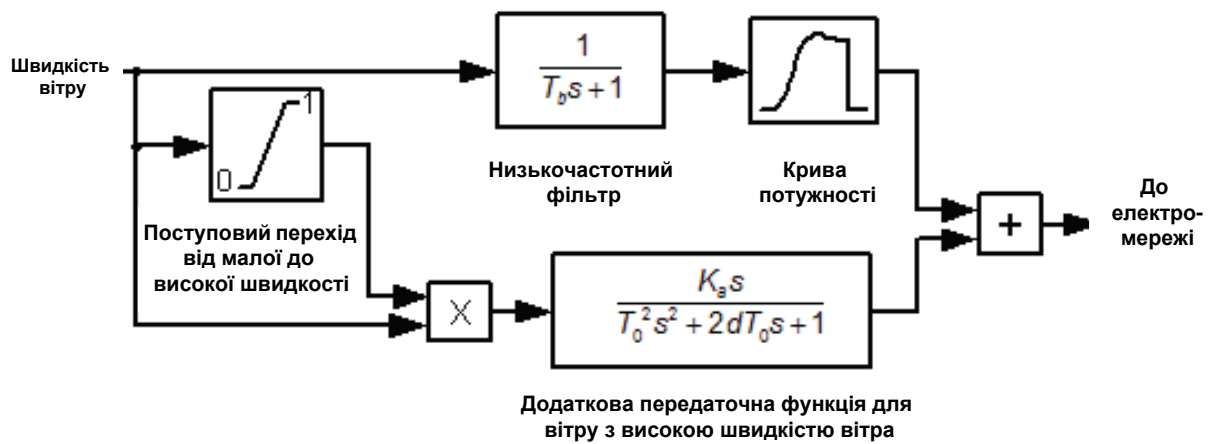 Швидкість
вітру
1
T_b s + 1
0
1
Низькочастотний
фільтр
Крива
потужності
Поступовий перехід
від малої до
високої швидкості
X
K_a s
T_0^2 s^2 + 2dT_0 s + 1
+
До
електро-
мережі
Додаткова передаточна функція для
вітру з високою швидкістю вітра